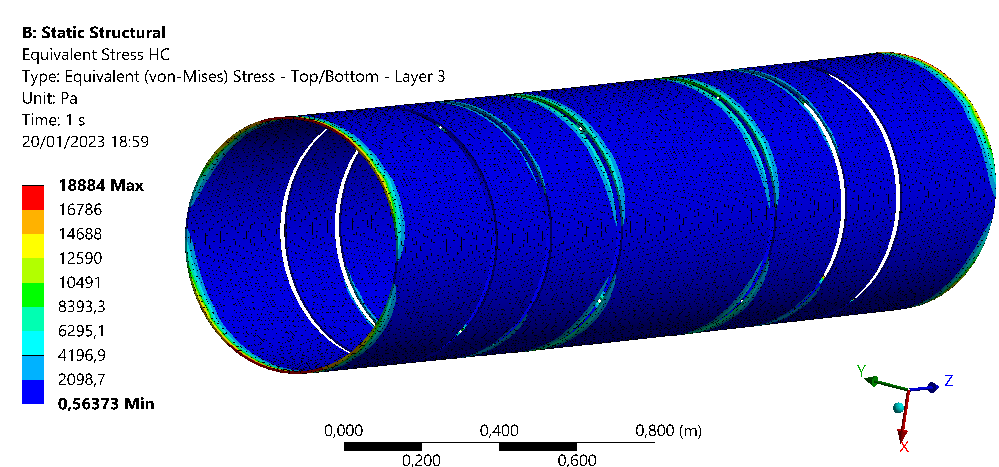 B: Static Structural
Equivalent Stress HC
Type: Equivalent (von-Mises) Stress - Top/Bottom - Layer 3
Unit: Pa
Time: 1 s
20/01/2023 18:59
18884 Max
16786
14688
12590
10491
8393,3
6295,1
4196,9
2098,7
0,56373 Min
0,000 0,400 0,800 (m)
0,200 0,600
Y
Z
X